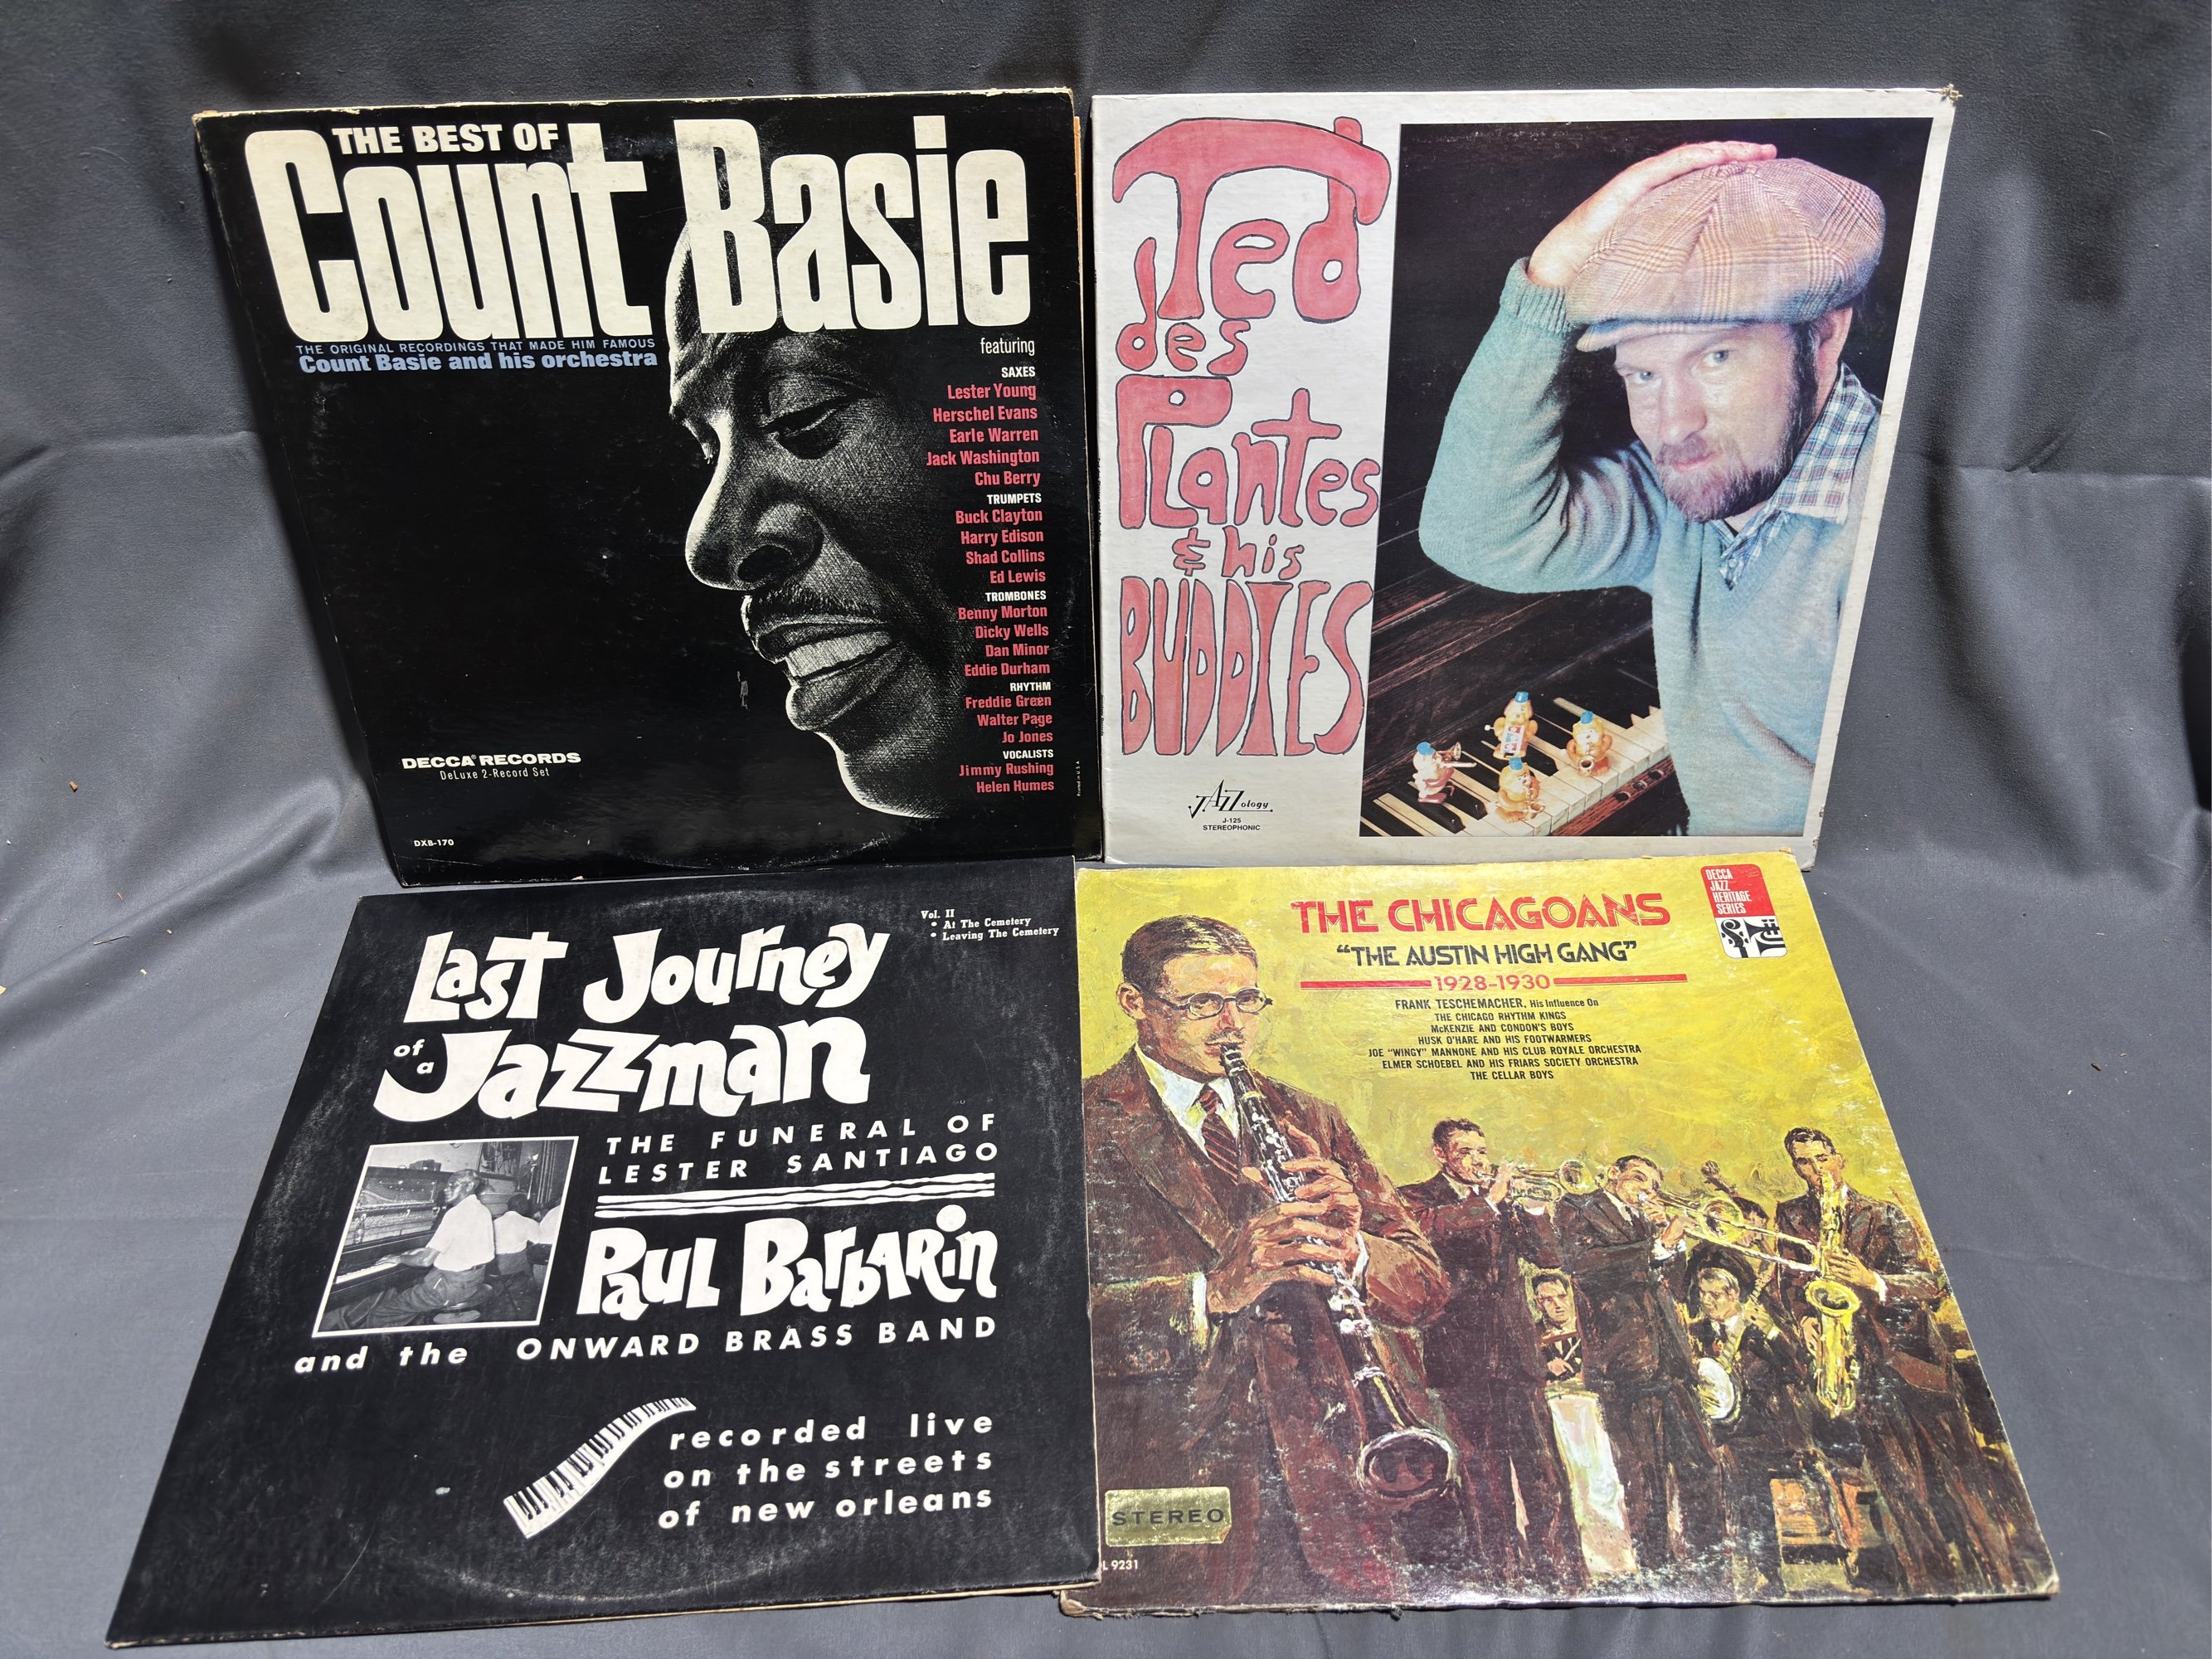 THE BEST OF
Count Basie
THE ORIGINAL RECORDINGS THAT MADE HIM FAMOUS
Count Basie and his orchestra
featuring
SAXES
Lester Young
Herschel Evans
Earle Warren
Jack Washington
Chu Berry
TRUMPETS
Buck Clayton
Harry Edison
Shad Collins
Ed Lewis
TROMBONES
Benny Morton
Dicky Wells
Dan Minor
Eddie Durham
RHYTHM
Freddie Green
Walter Page
Jo Jones
VOCALISTS
Jimmy Rushing
Helen Humes
Printed in U.S.A.
DECCA® RECORDS
DeLuxe 2-Record Set
DXB-170
Ted
des
Plantes
& his
BUDDIES
JAZZology
J-125
STEREOPHONIC
Vol. II
• At The Cemetery
• Leaving The Cemetery
Last Journey
of a Jazzman
THE FUNERAL OF
LESTER SANTIAGO
Paul Barbarin
and the ONWARD BRASS BAND
recorded live
on the streets
of new orleans
DECCA
JAZZ
HERITAGE
SERIES
THE CHICAGOANS
"THE AUSTIN HIGH GANG"
1928-1930
FRANK TESCHEMACHER, His Influence On
THE CHICAGO RHYTHM KINGS
McKENZIE AND CONDON'S BOYS
HUSK O'HARE AND HIS FOOTWARMERS
JOE "WINGY" MANNONE AND HIS CLUB ROYALE ORCHESTRA
ELMER SCHOEBEL AND HIS FRIARS SOCIETY ORCHESTRA
THE CELLAR BOYS
STEREO
L 9231